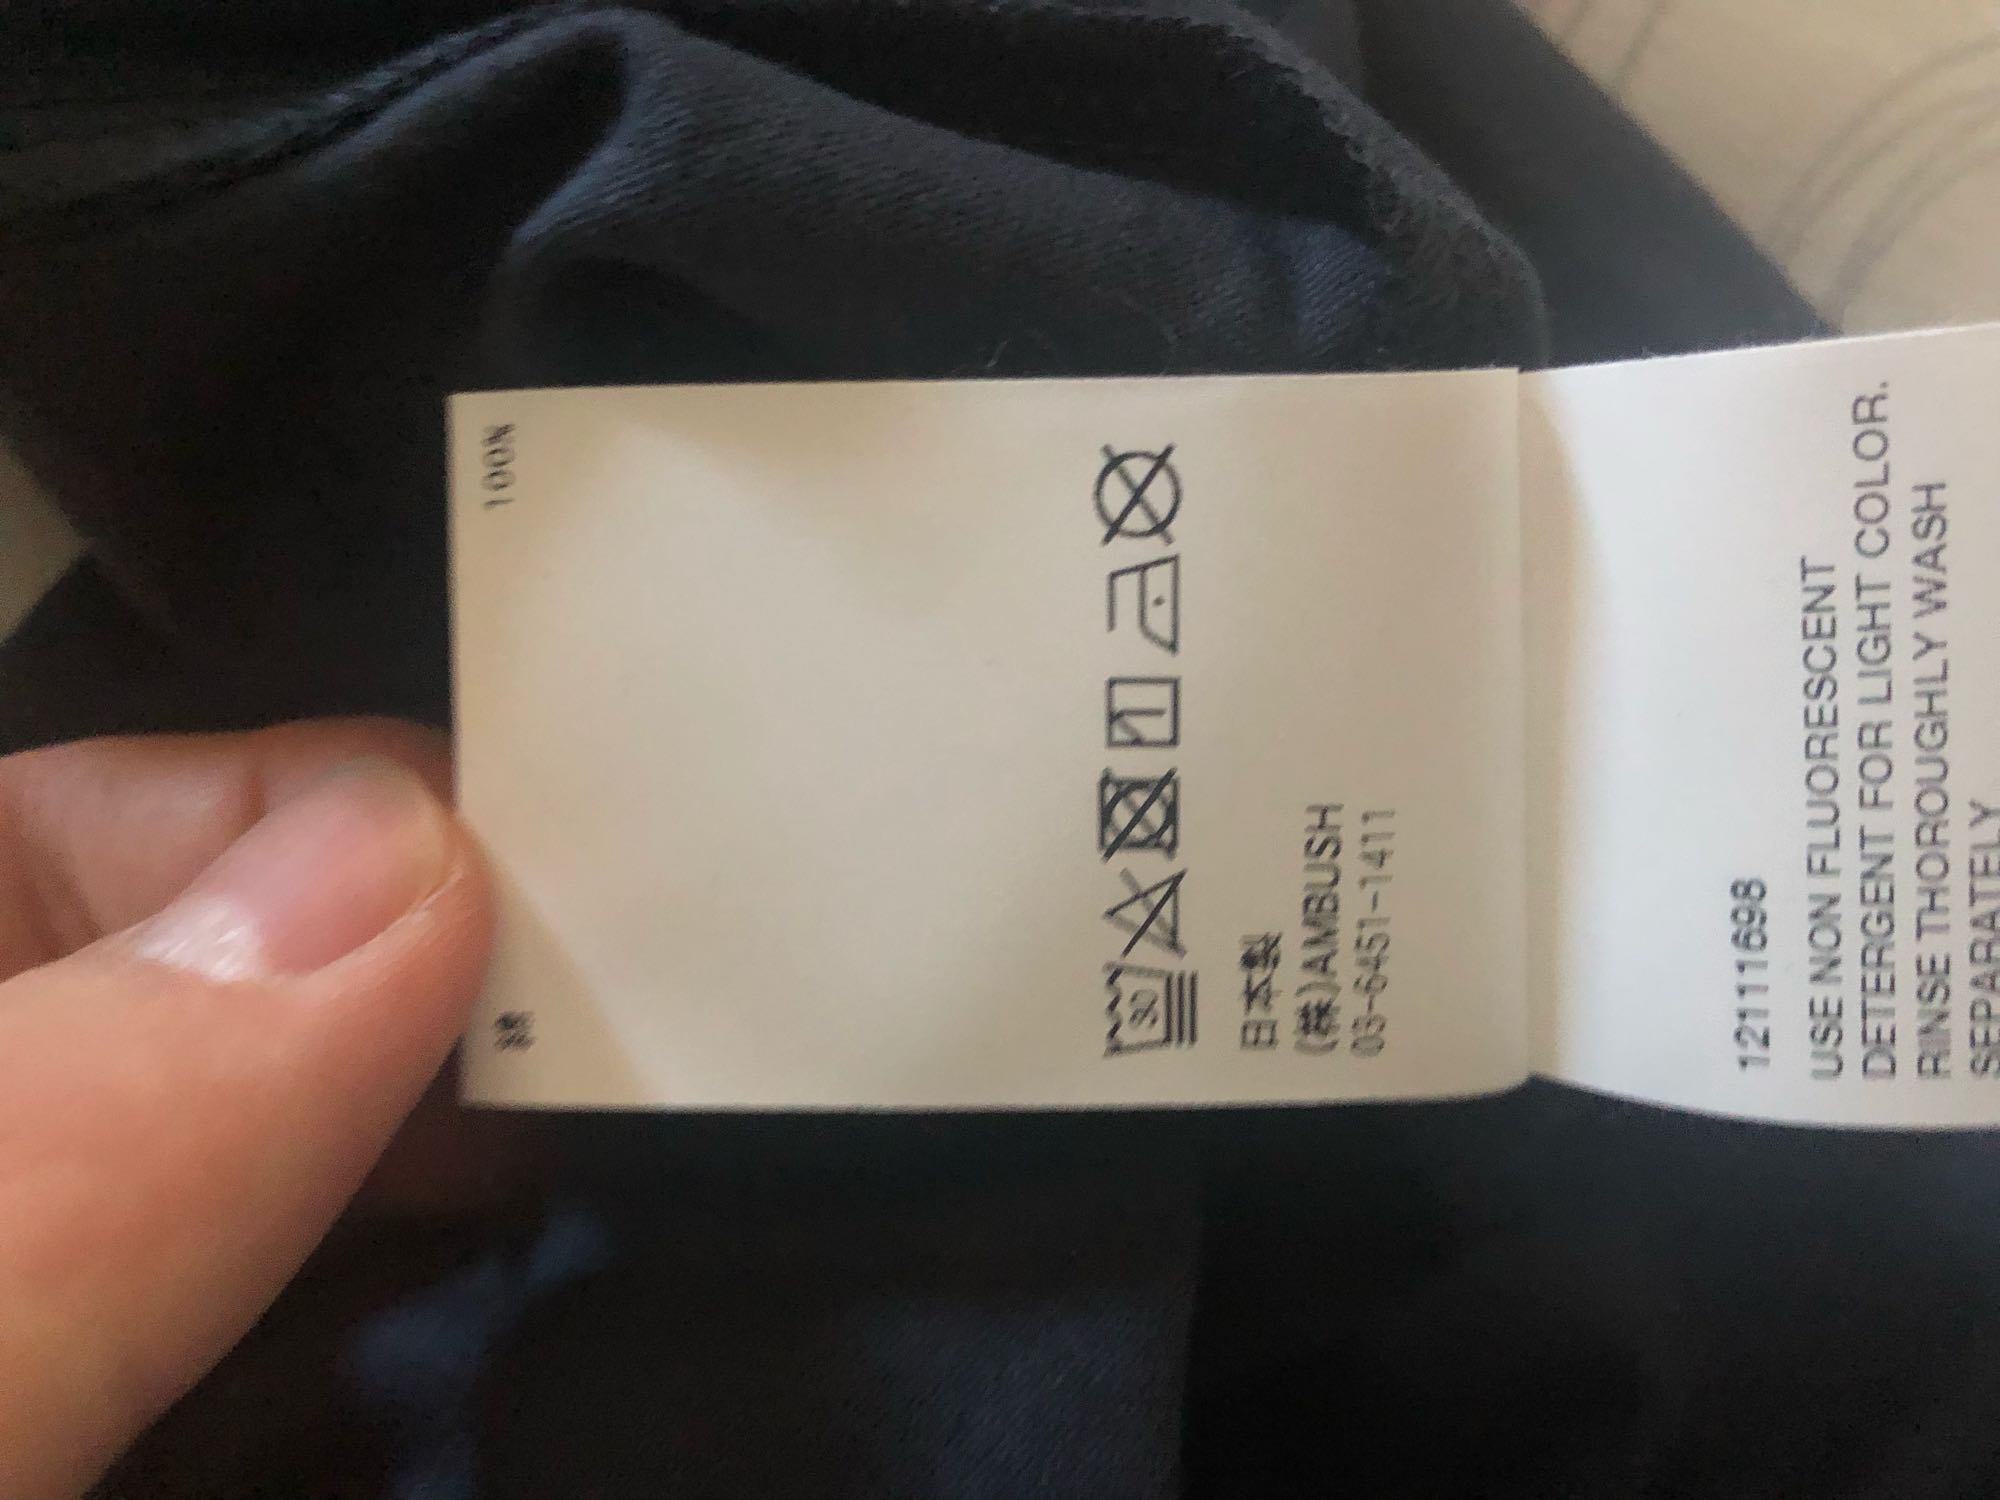 綿 100%
30
日本製
(株)AMBUSH
03-6451-1411
12111698
USE NON FLUORESCENT
DETERGENT FOR LIGHT COLOR.
RINSE THOROUGHLY WASH
SEPARATELY